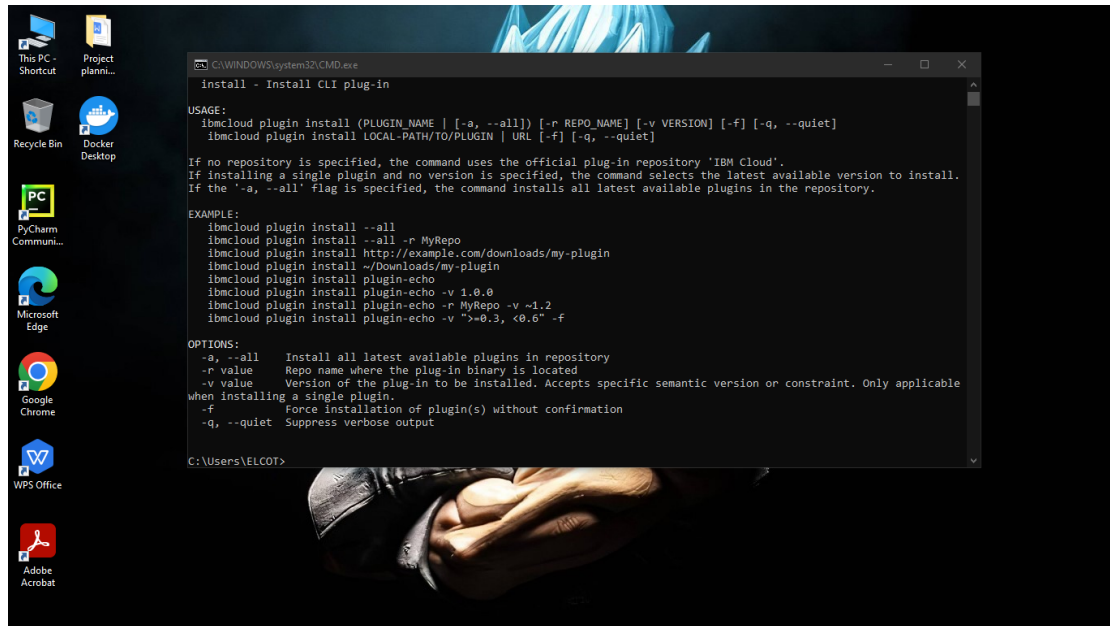 This PC -
Shortcut
Project
planni...
Recycle Bin
Docker
Desktop
PC
PyCharm
Communi...
Microsoft
Edge
Google
Chrome
W
WPS Office
Adobe
Acrobat
C:\WINDOWS\system32\CMD.exe
install - Install CLI plug-in
USAGE:
ibmcloud plugin install (PLUGIN_NAME | [-a, --all]) [-r REPO_NAME] [-v VERSION] [-f] [-q, --quiet]
ibmcloud plugin install LOCAL-PATH/TO/PLUGIN | URL [-f] [-q, --quiet]
If no repository is specified, the command uses the official plug-in repository 'IBM Cloud'.
If installing a single plugin and no version is specified, the command selects the latest available version to install.
If the '-a, --all' flag is specified, the command installs all latest available plugins in the repository.
EXAMPLE:
ibmcloud plugin install --all
ibmcloud plugin install --all -r MyRepo
ibmcloud plugin install http://example.com/downloads/my-plugin
ibmcloud plugin install ~/Downloads/my-plugin
ibmcloud plugin install plugin-echo
ibmcloud plugin install plugin-echo -v 1.0.0
ibmcloud plugin install plugin-echo -r MyRepo -v ~1.2
ibmcloud plugin install plugin-echo -v ">=0.3, <0.6" -f
OPTIONS:
-a, --all    Install all latest available plugins in repository
-r value     Repo name where the plug-in binary is located
-v value     Version of the plug-in to be installed. Accepts specific semantic version or constraint. Only applicable
when installing a single plugin.
-f           Force installation of plugin(s) without confirmation
-q, --quiet  Suppress verbose output
C:\Users\ELCOT>